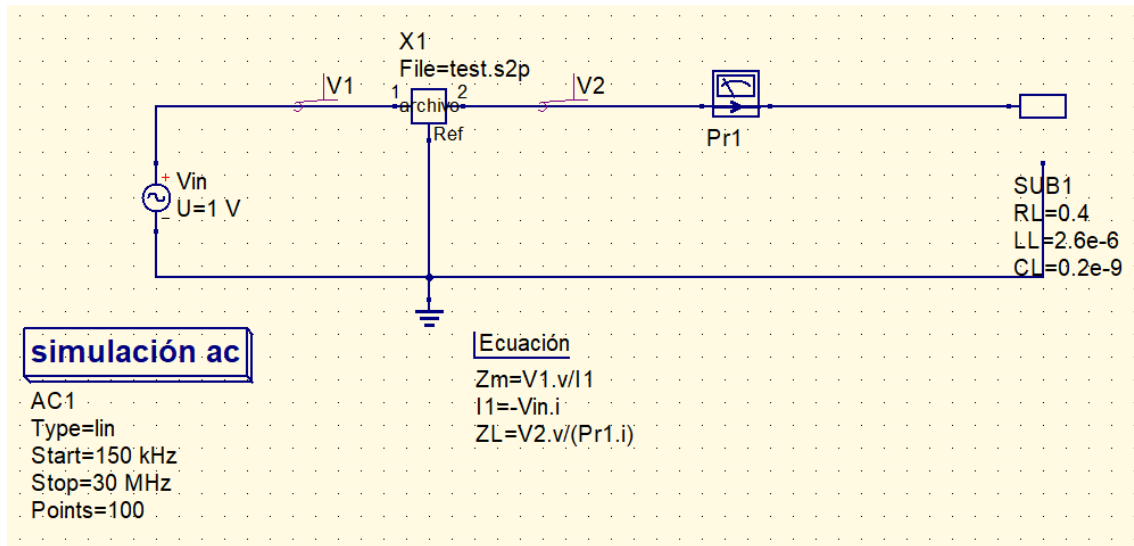 X1
File=test.s2p
V1
1
2
V2
archivo
Ref
Pr1
+
Vin
U=1 V
−
SUB1
RL=0.4
LL=2.6e-6
CL=0.2e-9
simulación ac
Ecuación
AC1
Type=lin
Start=150 kHz
Stop=30 MHz
Points=100
Zm=V1.v/I1
I1=-Vin.i
ZL=V2.v/(Pr1.i)